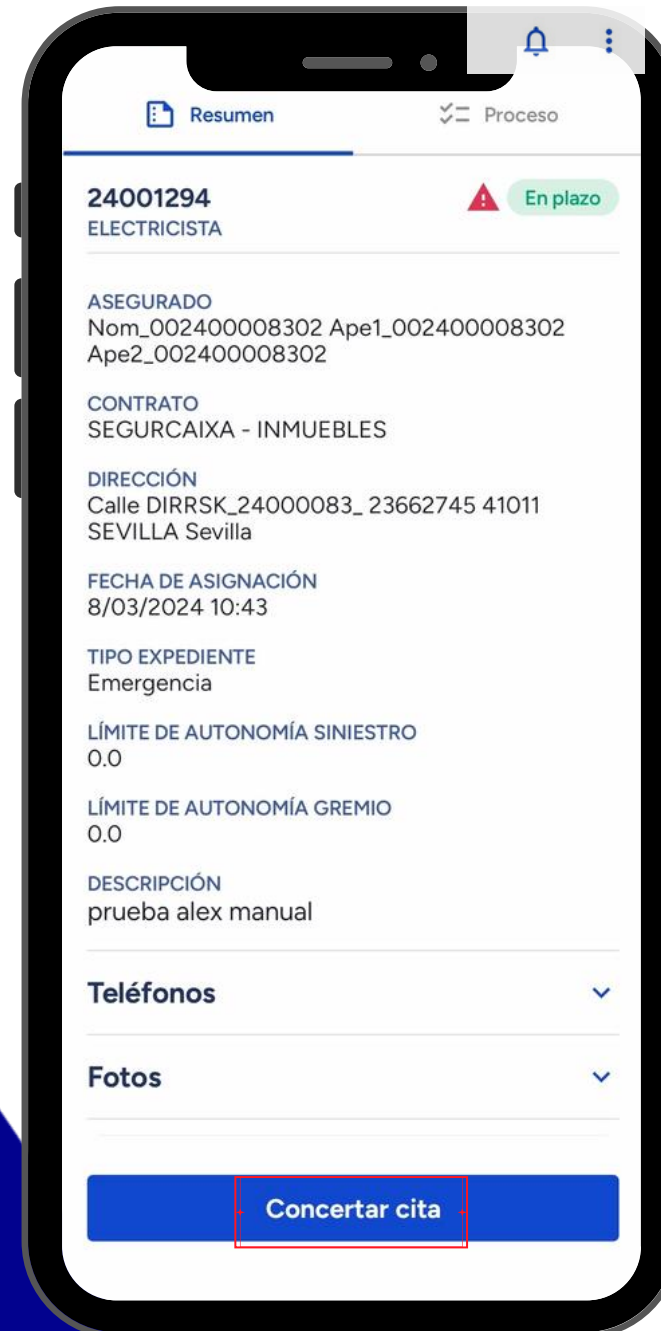 Resumen
Proceso
24001294
En plazo
ELECTRICISTA
ASEGURADO
Nom_002400008302 Ape1_002400008302
Ape2_002400008302
CONTRATO
SEGURCAIXA - INMUEBLES
DIRECCIÓN
Calle DIRRSK_24000083_ 23662745 41011
SEVILLA Sevilla
FECHA DE ASIGNACIÓN
8/03/2024 10:43
TIPO EXPEDIENTE
Emergencia
LÍMITE DE AUTONOMÍA SINIESTRO
0.0
LÍMITE DE AUTONOMÍA GREMIO
0.0
DESCRIPCIÓN
prueba alex manual
Teléfonos
Fotos
Concertar cita